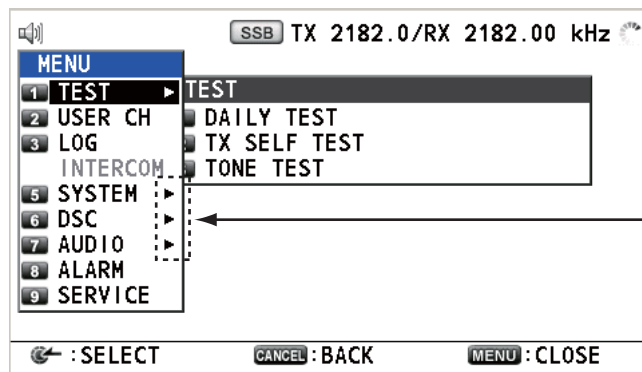 SSB TX 2182.0/RX 2182.00 kHz
MENU
1 TEST
2 USER CH
3 LOG
INTERCOM
5 SYSTEM
6 DSC
7 AUDIO
8 ALARM
9 SERVICE
TEST
DAILY TEST
TX SELF TEST
TONE TEST
:SELECT
CANCEL:BACK
MENU:CLOSE